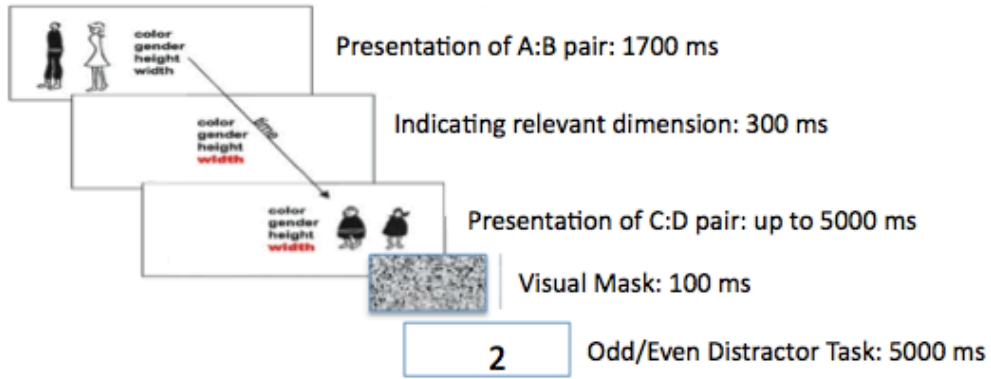 color
gender
height
width
Presentation of A:B pair: 1700 ms
time
color
gender
height
width
Indicating relevant dimension: 300 ms
color
gender
height
width
Presentation of C:D pair: up to 5000 ms
Visual Mask: 100 ms
2
Odd/Even Distractor Task: 5000 ms